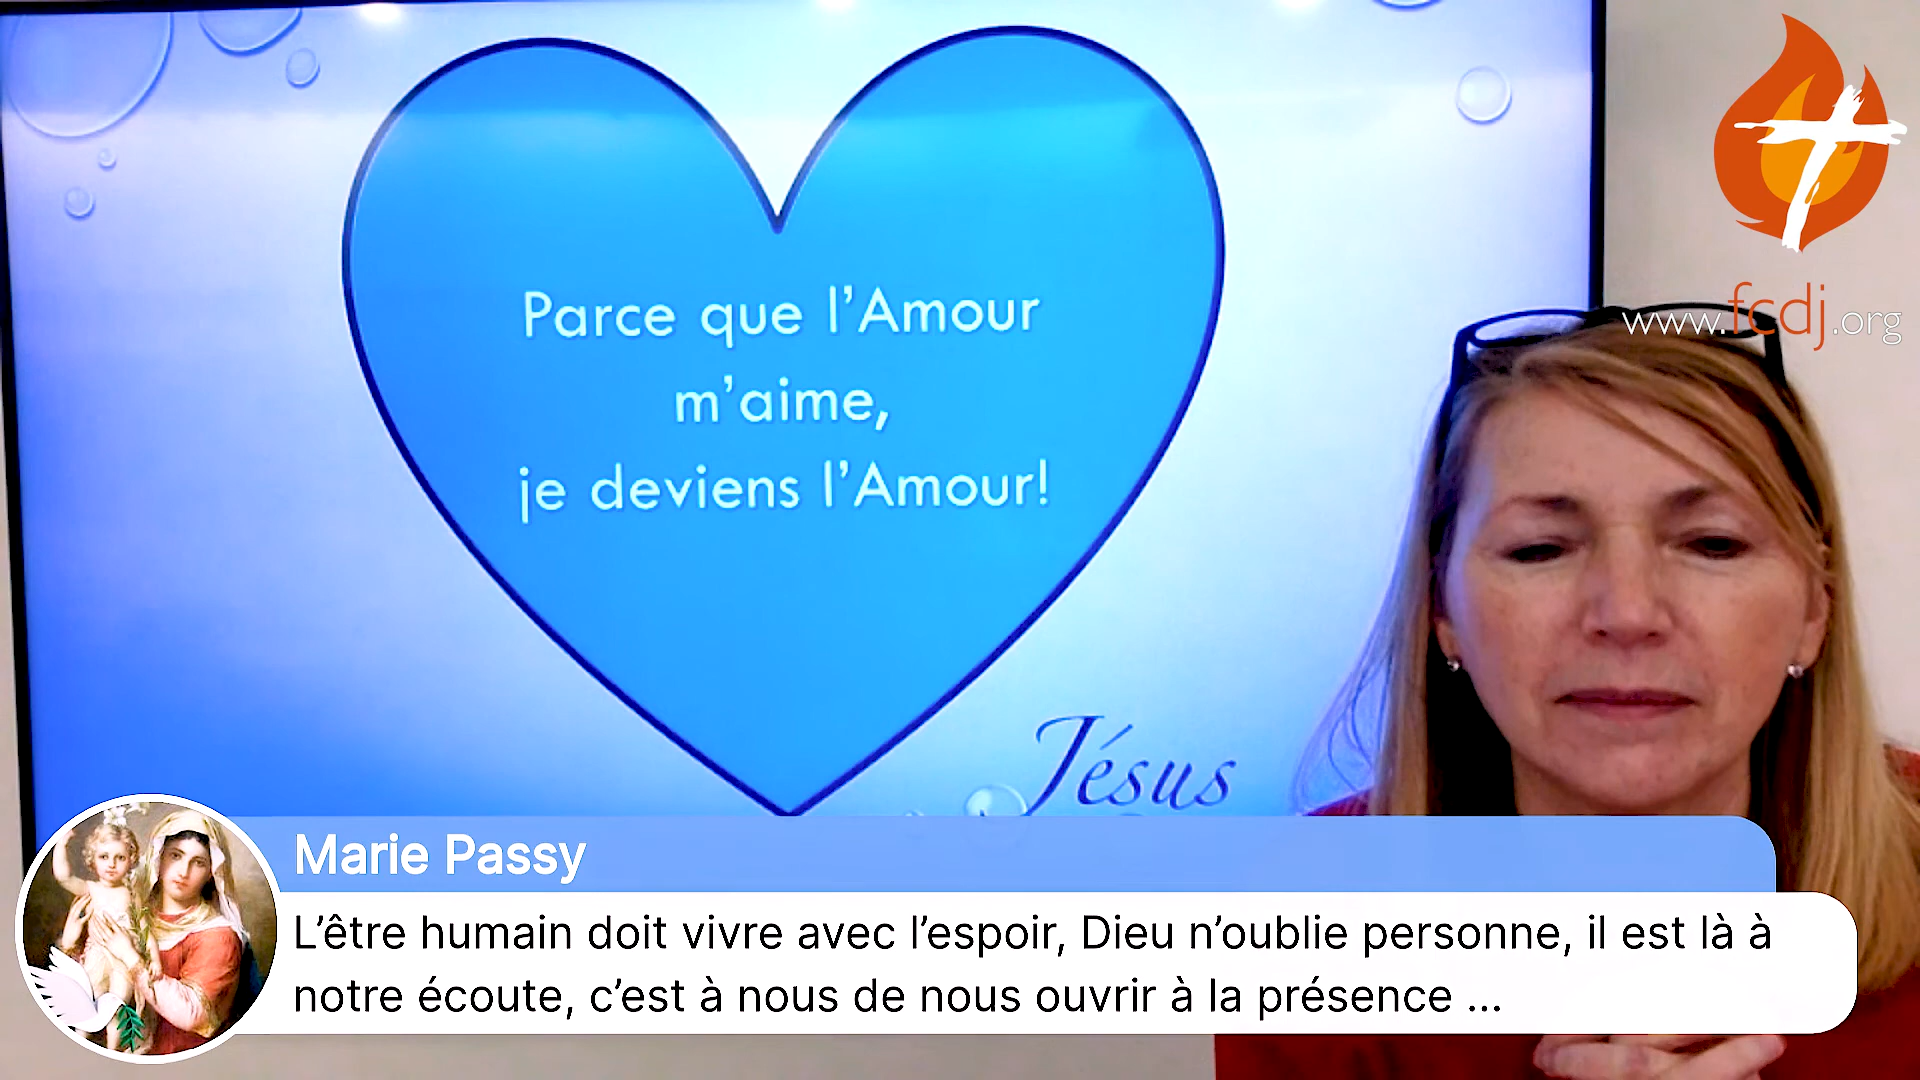 Parce que l’Amour
m’aime,
je deviens l’Amour!
Jésus
www.fcdj.org
Marie Passy
L’être humain doit vivre avec l’espoir, Dieu n’oublie personne, il est là à
notre écoute, c’est à nous de nous ouvrir à la présence ...